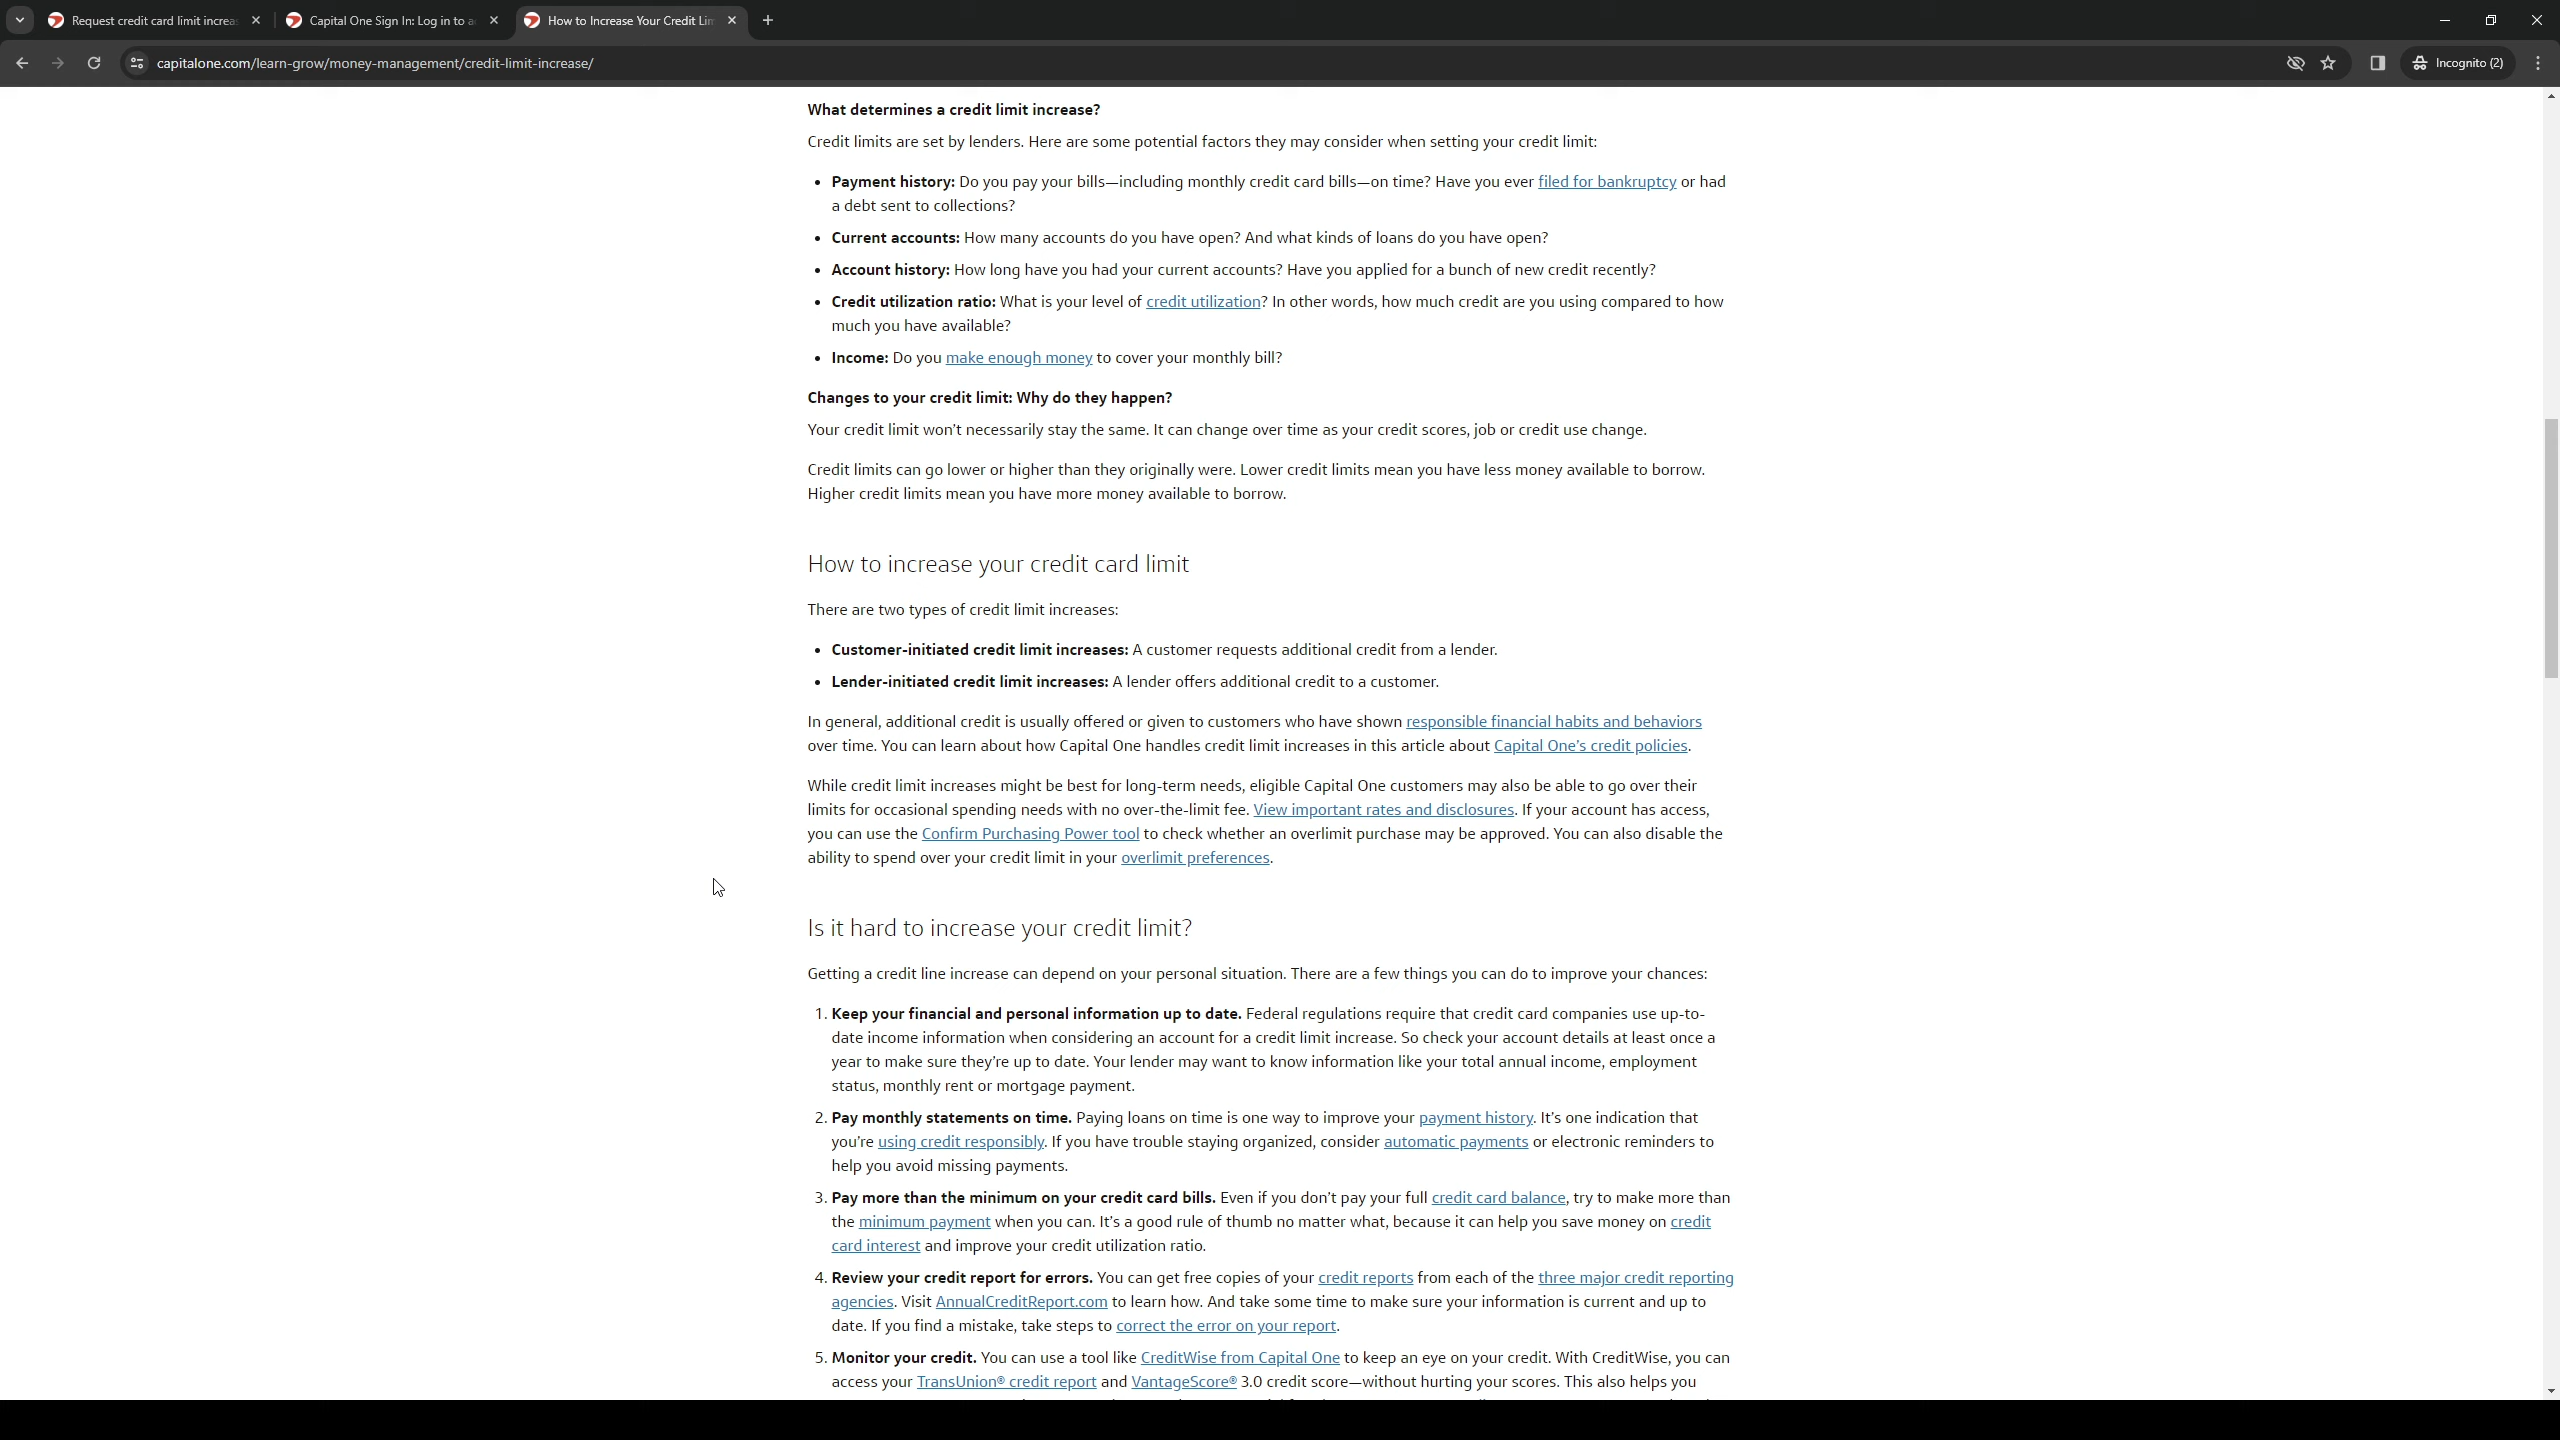 Request credit card limit increa
Capital One Sign In: Log in to a
How to Increase Your Credit Lim
capitalone.com/learn-grow/money-management/credit-limit-increase/
Incognito (2)
What determines a credit limit increase?
Credit limits are set by lenders. Here are some potential factors they may consider when setting your credit limit:
• Payment history: Do you pay your bills—including monthly credit card bills—on time? Have you ever filed for bankruptcy or had
a debt sent to collections?
• Current accounts: How many accounts do you have open? And what kinds of loans do you have open?
• Account history: How long have you had your current accounts? Have you applied for a bunch of new credit recently?
• Credit utilization ratio: What is your level of credit utilization? In other words, how much credit are you using compared to how
much you have available?
• Income: Do you make enough money to cover your monthly bill?
Changes to your credit limit: Why do they happen?
Your credit limit won't necessarily stay the same. It can change over time as your credit scores, job or credit use change.
Credit limits can go lower or higher than they originally were. Lower credit limits mean you have less money available to borrow.
Higher credit limits mean you have more money available to borrow.
How to increase your credit card limit
There are two types of credit limit increases:
• Customer-initiated credit limit increases: A customer requests additional credit from a lender.
• Lender-initiated credit limit increases: A lender offers additional credit to a customer.
In general, additional credit is usually offered or given to customers who have shown responsible financial habits and behaviors
over time. You can learn about how Capital One handles credit limit increases in this article about Capital One's credit policies.
While credit limit increases might be best for long-term needs, eligible Capital One customers may also be able to go over their
limits for occasional spending needs with no over-the-limit fee. View important rates and disclosures. If your account has access,
you can use the Confirm Purchasing Power tool to check whether an overlimit purchase may be approved. You can also disable the
ability to spend over your credit limit in your overlimit preferences.
Is it hard to increase your credit limit?
Getting a credit line increase can depend on your personal situation. There are a few things you can do to improve your chances:
1. Keep your financial and personal information up to date. Federal regulations require that credit card companies use up-to-
date income information when considering an account for a credit limit increase. So check your account details at least once a
year to make sure they're up to date. Your lender may want to know information like your total annual income, employment
status, monthly rent or mortgage payment.
2. Pay monthly statements on time. Paying loans on time is one way to improve your payment history. It's one indication that
you're using credit responsibly. If you have trouble staying organized, consider automatic payments or electronic reminders to
help you avoid missing payments.
3. Pay more than the minimum on your credit card bills. Even if you don't pay your full credit card balance, try to make more than
the minimum payment when you can. It's a good rule of thumb no matter what, because it can help you save money on credit
card interest and improve your credit utilization ratio.
4. Review your credit report for errors. You can get free copies of your credit reports from each of the three major credit reporting
agencies. Visit AnnualCreditReport.com to learn how. And take some time to make sure your information is current and up to
date. If you find a mistake, take steps to correct the error on your report.
5. Monitor your credit. You can use a tool like CreditWise from Capital One to keep an eye on your credit. With CreditWise, you can
access your TransUnion® credit report and VantageScore® 3.0 credit score—without hurting your scores. This also helps you